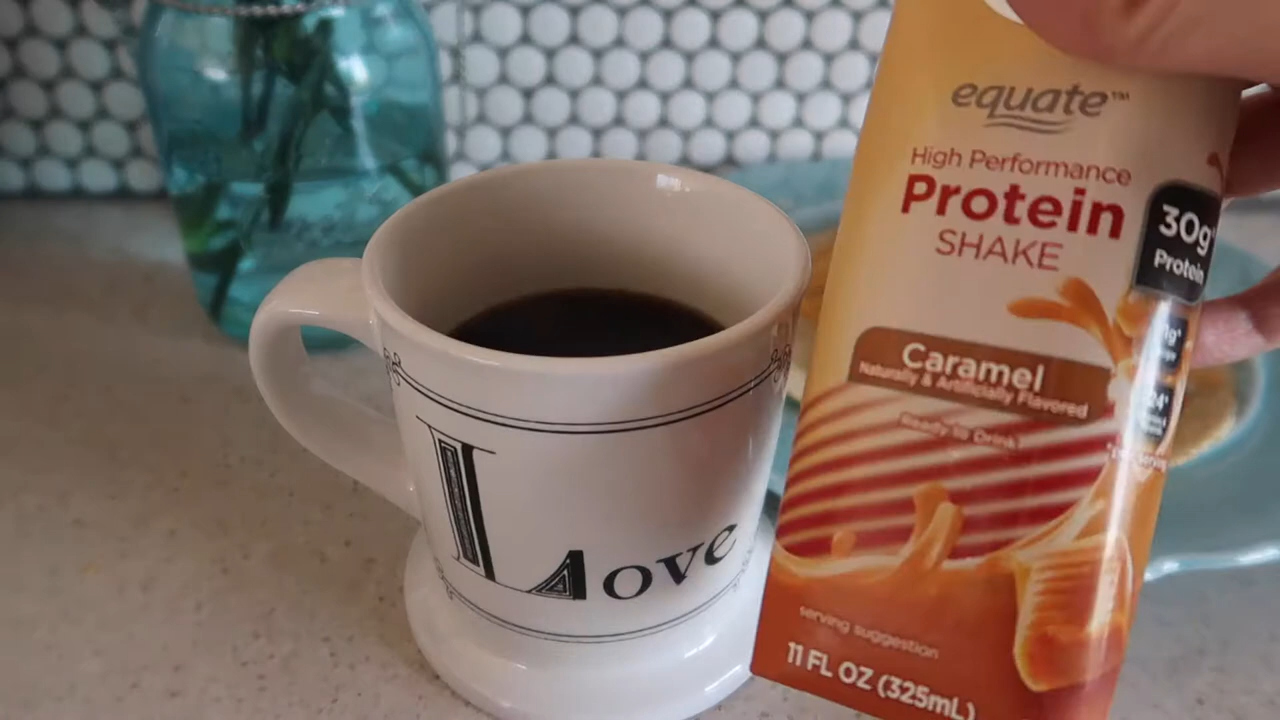 equate™
High Performance
Protein
SHAKE
30g
Protein
Caramel
Naturally & Artificially Flavored
Ready to Drink
serving suggestion
11 FL OZ (325mL)
Love